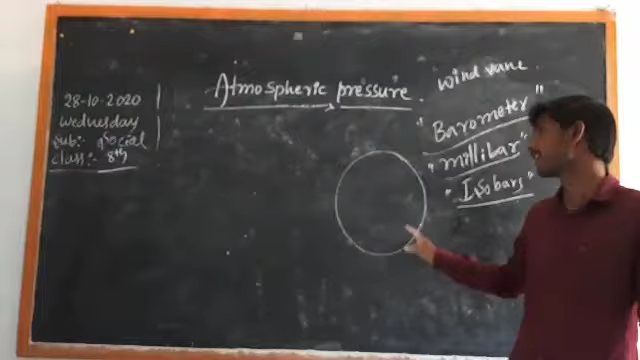 28-10-2020
Wednesday
Sub:- social
class:- 8th
Atmospheric pressure.
wind vane.
"Barometer"
"millibar"
"Isobars"